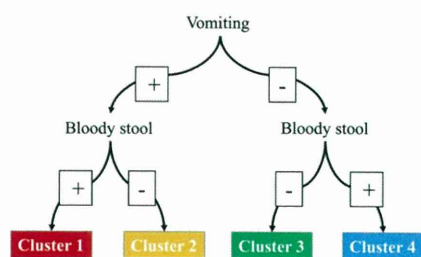 Vomiting
+ -
Bloody stool Bloody stool
+ - - +
Cluster 1 Cluster 2 Cluster 3 Cluster 4